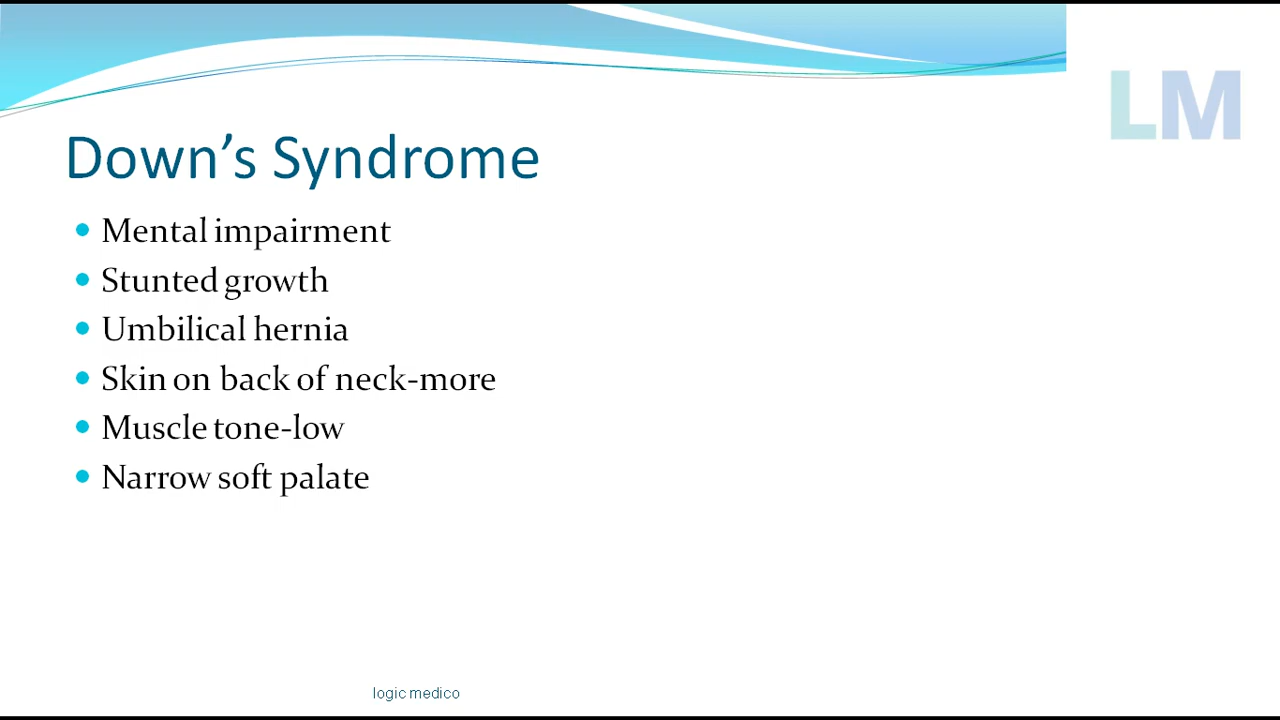 LM
Down’s Syndrome
Mental impairment
Stunted growth
Umbilical hernia
Skin on back of neck-more
Muscle tone-low
Narrow soft palate
logic medico